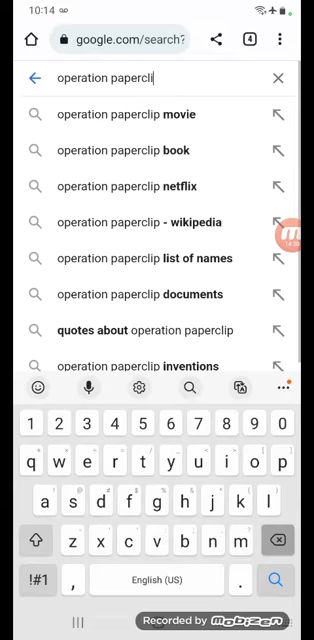 10:14
google.com/search?
4
operation papercli
operation paperclip movie
operation paperclip book
operation paperclip netflix
operation paperclip - wikipedia
operation paperclip list of names
operation paperclip documents
quotes about operation paperclip
operation paperclip inventions
1 2 3 4 5 6 7 8 9 0
q w e r t y u i o p
a s d f g h j k l
z x c v b n m
!#1 , English (US) .
Recorded by mobizen